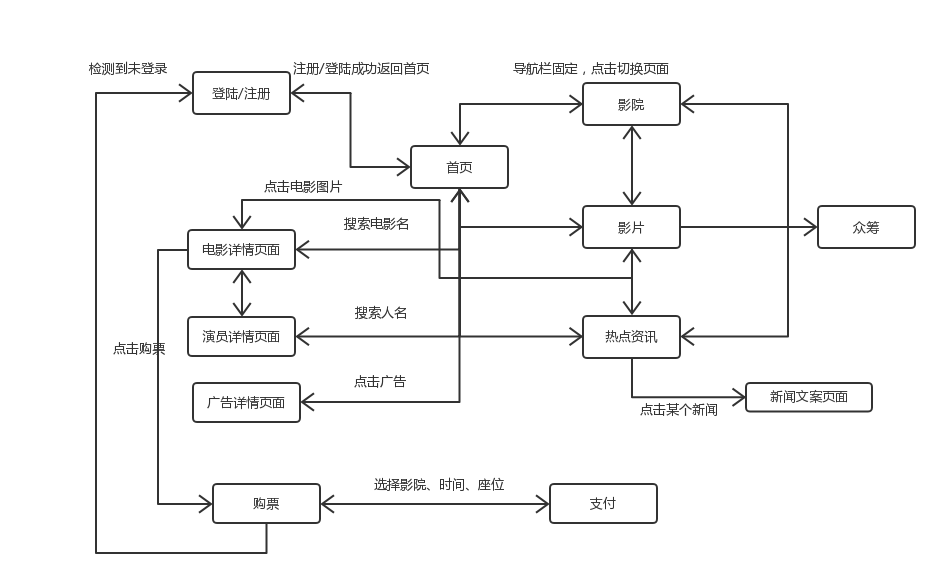 检测到未登录
注册/登陆成功返回首页
导航栏固定，点击切换页面
登陆/注册
影院
首页
点击电影图片
搜索电影名
影片
众筹
电影详情页面
搜索人名
演员详情页面
热点资讯
点击购票
点击广告
广告详情页面
新闻文案页面
点击某个新闻
选择影院、时间、座位
购票
支付